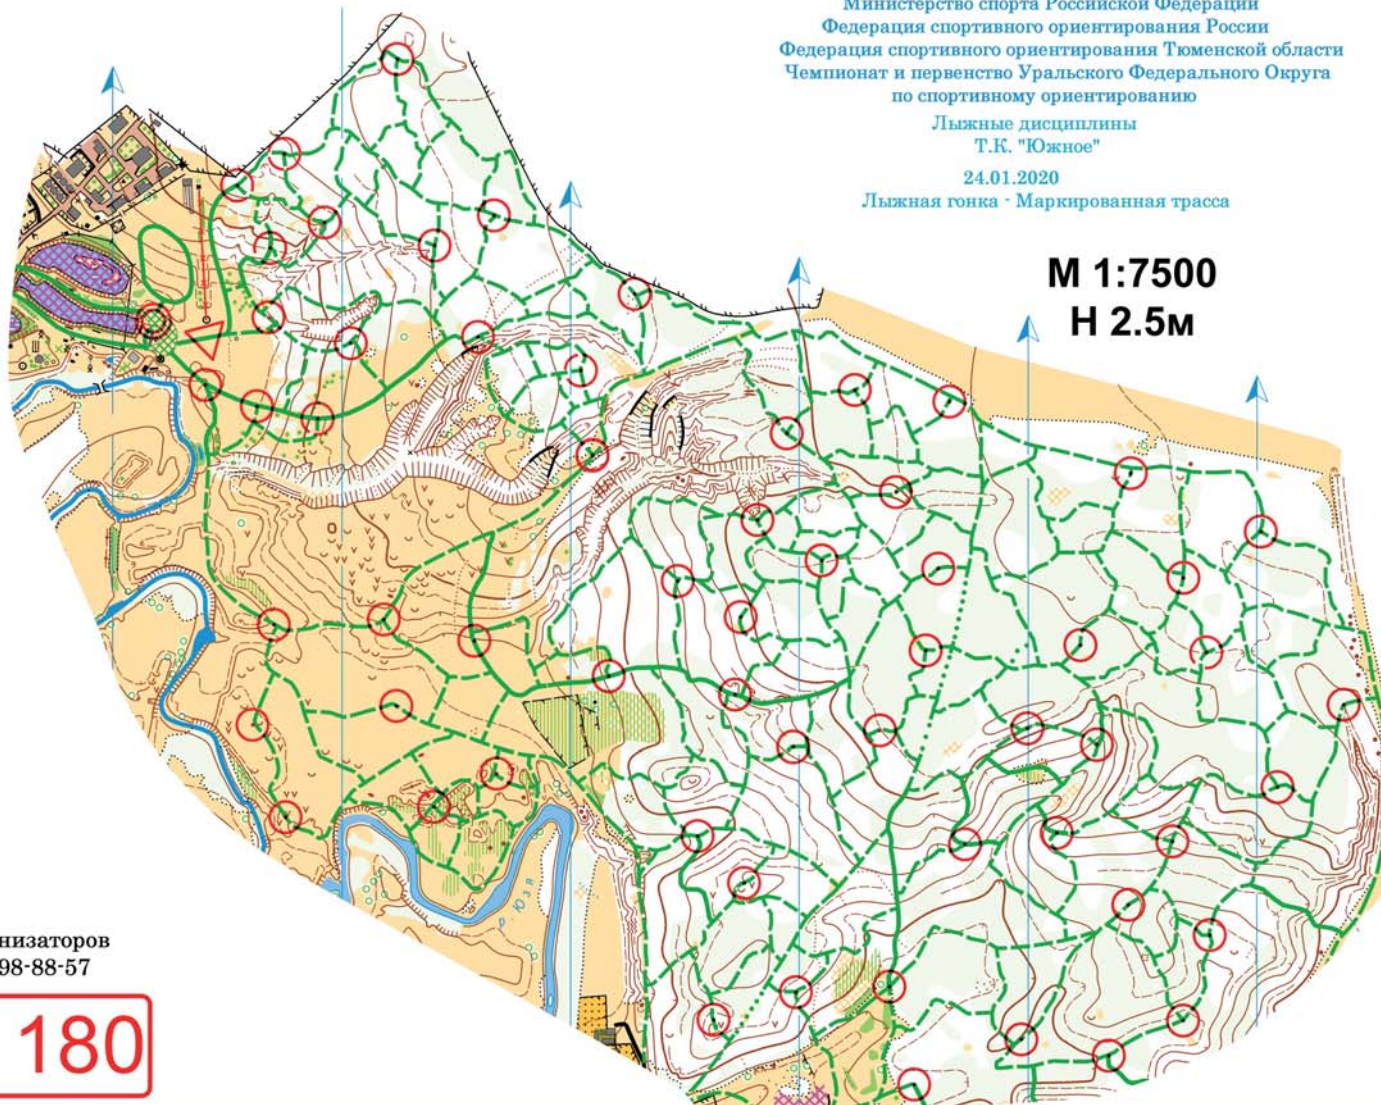 Министерство спорта Российской Федерации
Федерация спортивного ориентирования России
Федерация спортивного ориентирования Тюменской области
Чемпионат и первенство Уральского Федерального Округа
по спортивному ориентированию
Лыжные дисциплины
Т.К. "Южное"
24.01.2020
Лыжная гонка - Маркированная трасса
М 1:7500
Н 2.5м
низаторов
98-88-57
180